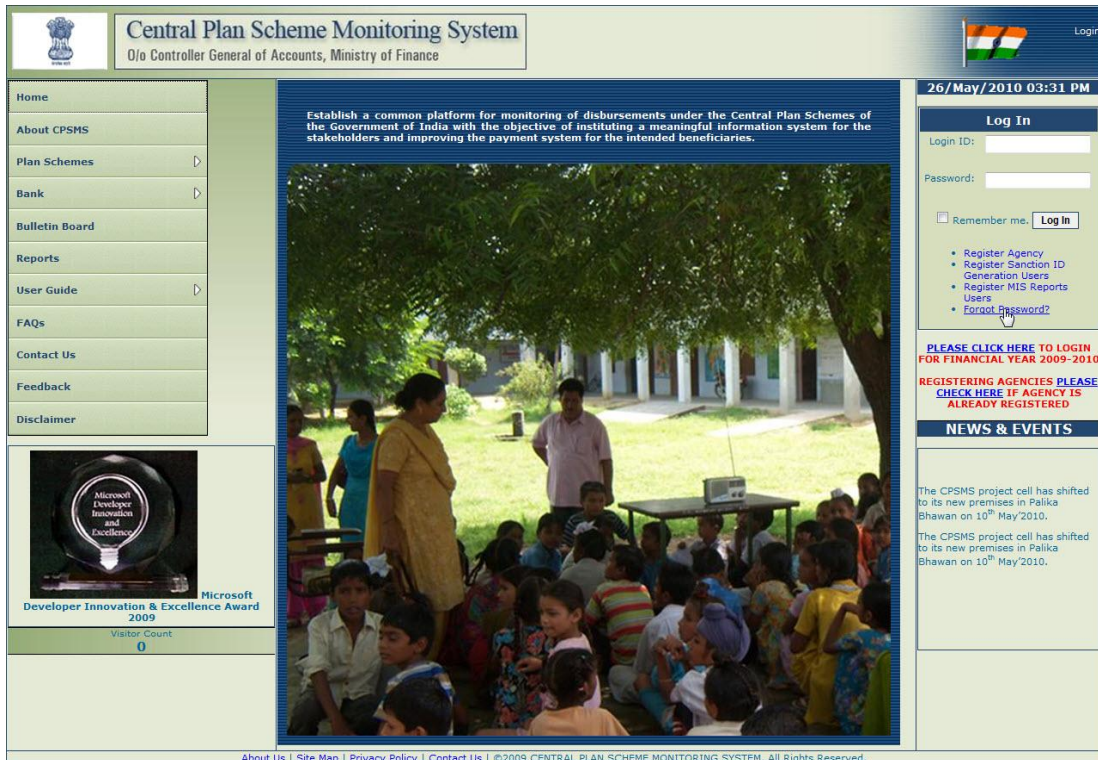 Central Plan Scheme Monitoring System
O/o Controller General of Accounts, Ministry of Finance
Login
Home
About CPSMS
Plan Schemes
Bank
Bulletin Board
Reports
User Guide
FAQs
Contact Us
Feedback
Disclaimer
Microsoft
Developer
Innovation
and
Excellence
Microsoft
Developer Innovation & Excellence Award
2009
Visitor Count
0
Establish a common platform for monitoring of disbursements under the Central Plan Schemes of
the Government of India with the objective of instituting a meaningful information system for the
stakeholders and improving the payment system for the intended beneficiaries.
26/May/2010 03:31 PM
Log In
Login ID:
Password:
Remember me. Log In
Register Agency
Register Sanction ID
Generation Users
Register MIS Reports
Users
Forgot Password?
PLEASE CLICK HERE TO LOGIN
FOR FINANCIAL YEAR 2009-2010
REGISTERING AGENCIES PLEASE
CHECK HERE IF AGENCY IS
ALREADY REGISTERED
NEWS & EVENTS
The CPSMS project cell has shifted
to its new premises in Palika
Bhawan on 10th May'2010.
The CPSMS project cell has shifted
to its new premises in Palika
Bhawan on 10th May'2010.
About Us | Site Map | Privacy Policy | Contact Us | ©2009 CENTRAL PLAN SCHEME MONITORING SYSTEM. All Rights Reserved.